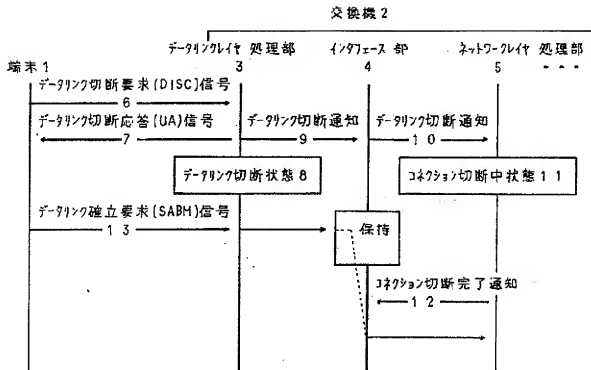 交換機2
データリンクレイヤ 処理部 インタフェース 部 ネットワークレイヤ 処理部
端末1 3 4 5
データリンク切断要求(DISC)信号
6
データリンク切断応答(UA)信号 データリンク切断通知 データリンク切断通知
7 9 10
データリンク切断状態8 コネクション切断中状態11
データリンク確立要求(SABM)信号
13 保持
コネクション切断完了通知
12